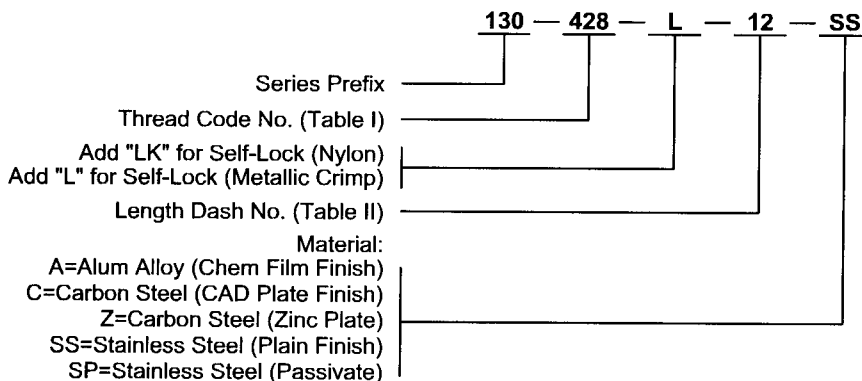 130 — 428 — L — 12 — SS
Series Prefix
Thread Code No. (Table I)
Add "LK" for Self-Lock (Nylon)
Add "L" for Self-Lock (Metallic Crimp)
Length Dash No. (Table II)
Material:
A=Alum Alloy (Chem Film Finish)
C=Carbon Steel (CAD Plate Finish)
Z=Carbon Steel (Zinc Plate)
SS=Stainless Steel (Plain Finish)
SP=Stainless Steel (Passivate)